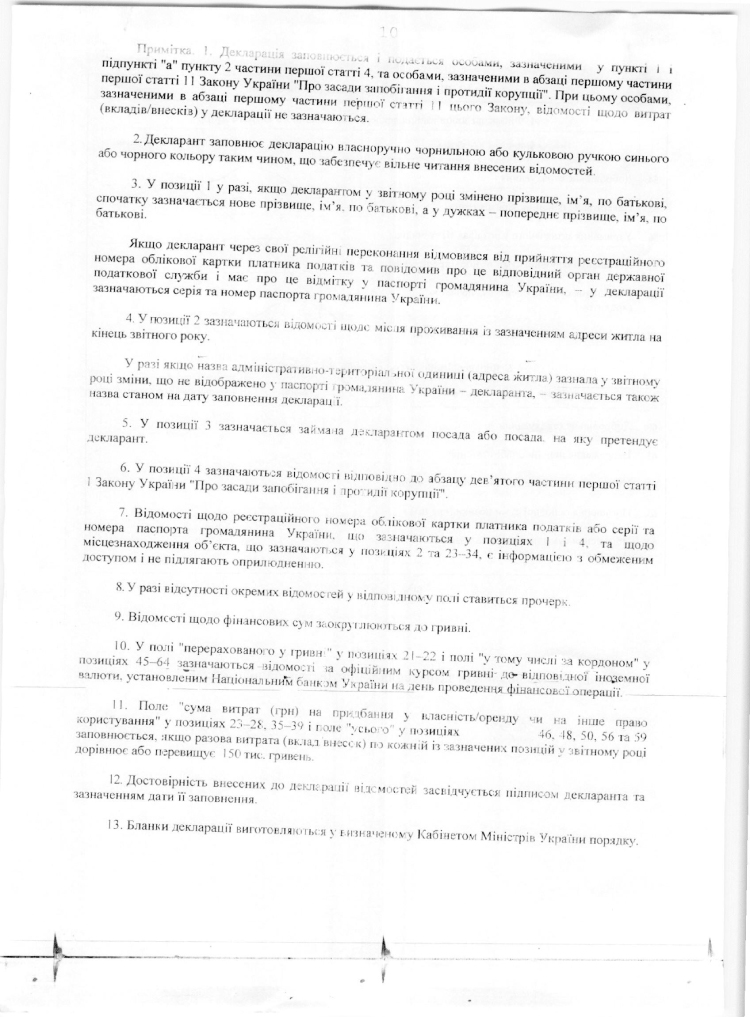 10
Примітка. 1. Декларація заповнюється і подається особами, зазначеними у пункті 1 і
підпункті "а" пункту 2 частини першої статті 4, та особами, зазначеними в абзаці першому частини
першої статті 11 Закону України "Про засади запобігання і протидії корупції". При цьому особами,
зазначеними в абзаці першому частини першої статті 11 цього Закону, відомості щодо витрат
(вкладів/внесків) у декларації не зазначаються.
2. Декларант заповнює декларацію власноручно чорнильною або кульковою ручкою синього
або чорного кольору таким чином, що забезпечує вільне читання внесених відомостей.
3. У позиції 1 у разі, якщо декларантом у звітному році змінено прізвище, ім’я, по батькові,
спочатку зазначається нове прізвище, ім’я, по батькові, а у дужках – попереднє прізвище, ім’я, по
батькові.
Якщо декларант через свої релігійні переконання відмовився від прийняття реєстраційного
номера облікової картки платника податків та повідомив про це відповідний орган державної
податкової служби і має про це відмітку у паспорті громадянина України, – у декларації
зазначаються серія та номер паспорта громадянина України.
4. У позиції 2 зазначаються відомості щодо місця проживання із зазначенням адреси житла на
кінець звітного року.
У разі якщо назва адміністративно-територіальної одиниці (адреса житла) зазнала у звітному
році зміни, що не відображено у паспорті громадянина України – декларанта, – зазначається також
назва станом на дату заповнення декларації.
5. У позиції 3 зазначається займана декларантом посада або посада, на яку претендує
декларант.
6. У позиції 4 зазначаються відомості відповідно до абзацу дев’ятого частини першої статті
1 Закону України "Про засади запобігання і протидії корупції".
7. Відомості щодо реєстраційного номера облікової картки платника податків або серії та
номера паспорта громадянина України, що зазначаються у позиціях 1 і 4, та щодо
місцезнаходження об’єкта, що зазначаються у позиціях 2 та 23–34, є інформацією з обмеженим
доступом і не підлягають оприлюдненню.
8. У разі відсутності окремих відомостей у відповідному полі ставиться прочерк.
9. Відомості щодо фінансових сум заокруглюються до гривні.
10. У полі "перерахованого у гривні" у позиціях 21–22 і полі "у тому числі за кордоном" у
позиціях 45–64 зазначаються відомості за офіційним курсом гривні до відповідної іноземної
валюти, установленим Національним банком України на день проведення фінансової операції.
11. Поле "сума витрат (грн) на придбання у власність/оренду чи на інше право
користування" у позиціях 23–28, 35–39 і поле "усього" у позиціях 46, 48, 50, 56 та 59
заповнюється, якщо разова витрата (вклад/внесок) по кожній із зазначених позицій у звітному році
дорівнює або перевищує 150 тис. гривень.
12. Достовірність внесених до декларації відомостей засвідчується підписом декларанта та
зазначенням дати її заповнення.
13. Бланки декларації виготовляються у визначеному Кабінетом Міністрів України порядку.